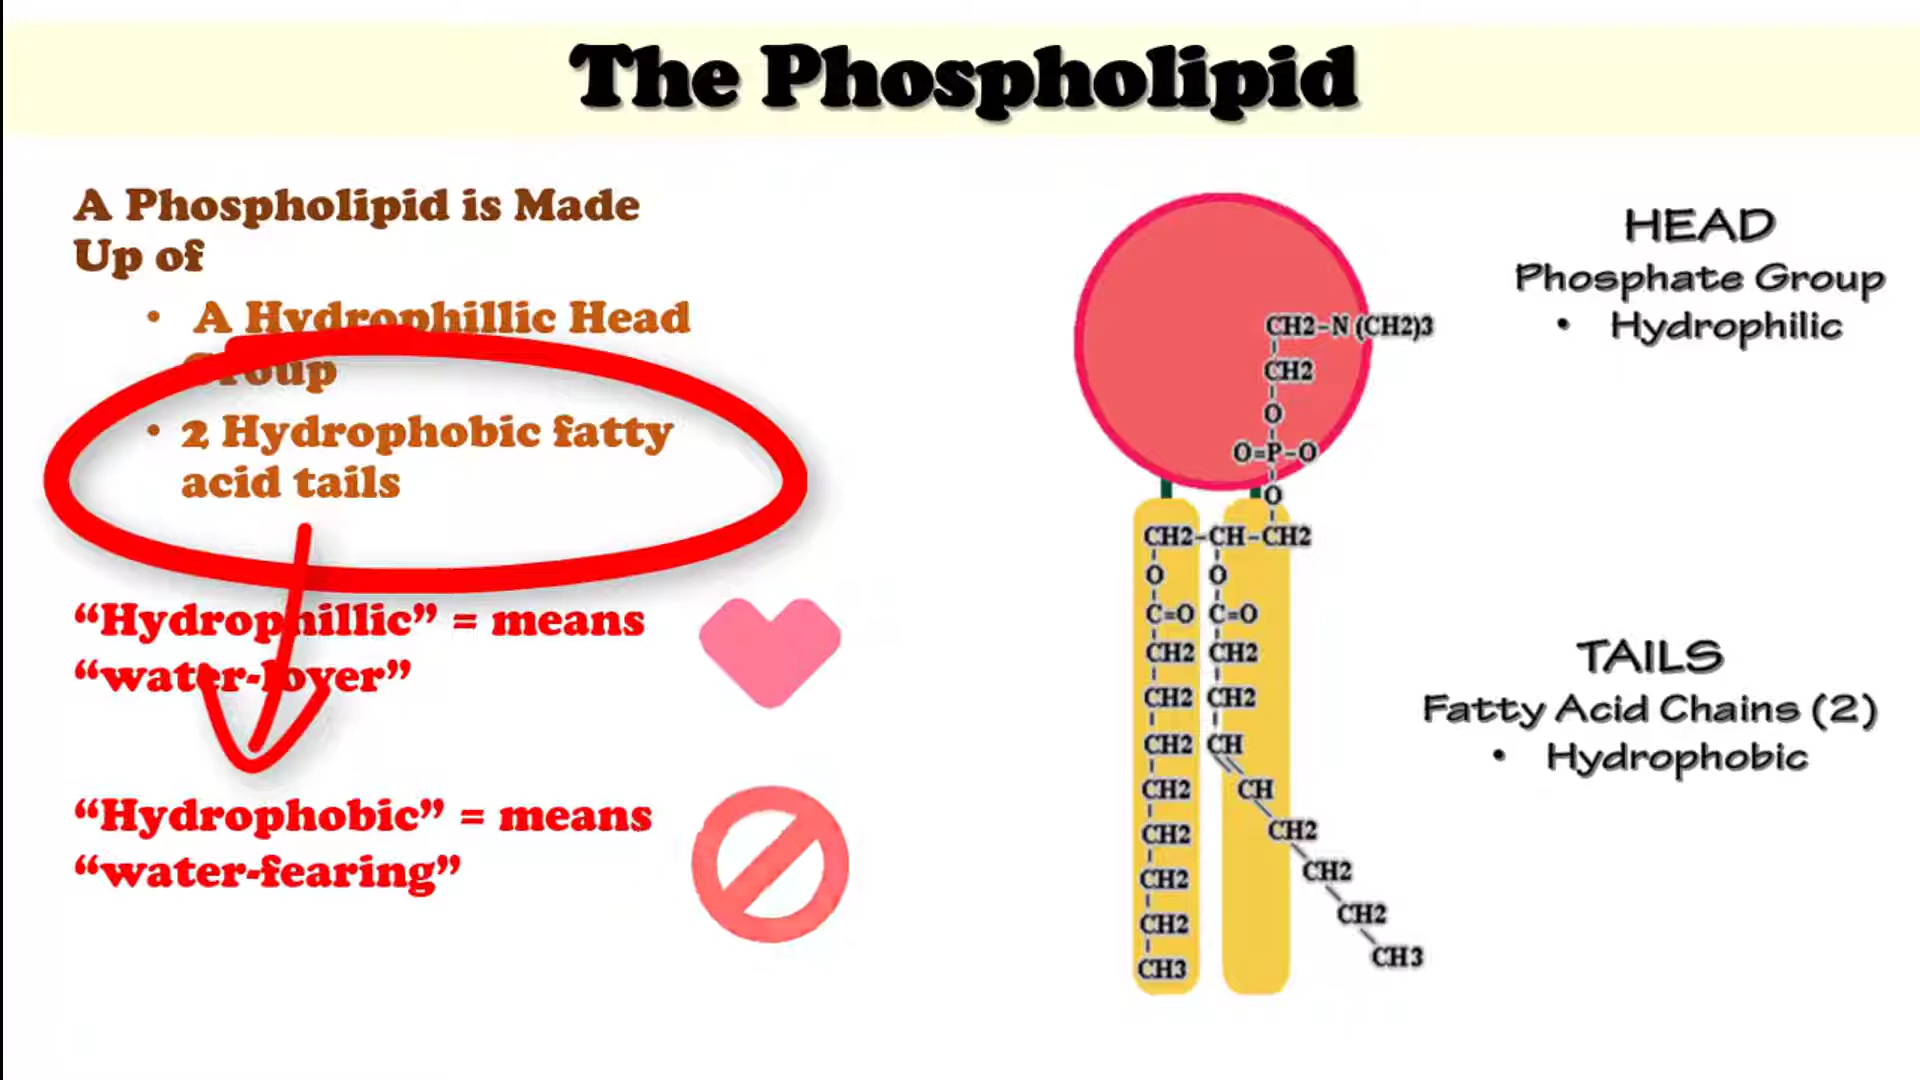 The Phospholipid
A Phospholipid is Made
Up of
• A Hydrophillic Head
Group
• 2 Hydrophobic fatty
acid tails
“Hydrophillic” = means
“water-lover”
“Hydrophobic” = means
“water-fearing”
HEAD
Phosphate Group
• Hydrophilic
CH2-N (CH2)3
CH2
O
O=P-O
O
CH2-CH-CH2
O O
C=O C=O
CH2 CH2
CH2 CH2
CH2 CH
CH2 CH
CH2 CH2
CH2 CH2
CH2 CH2
CH3 CH3
TAILS
Fatty Acid Chains (2)
• Hydrophobic